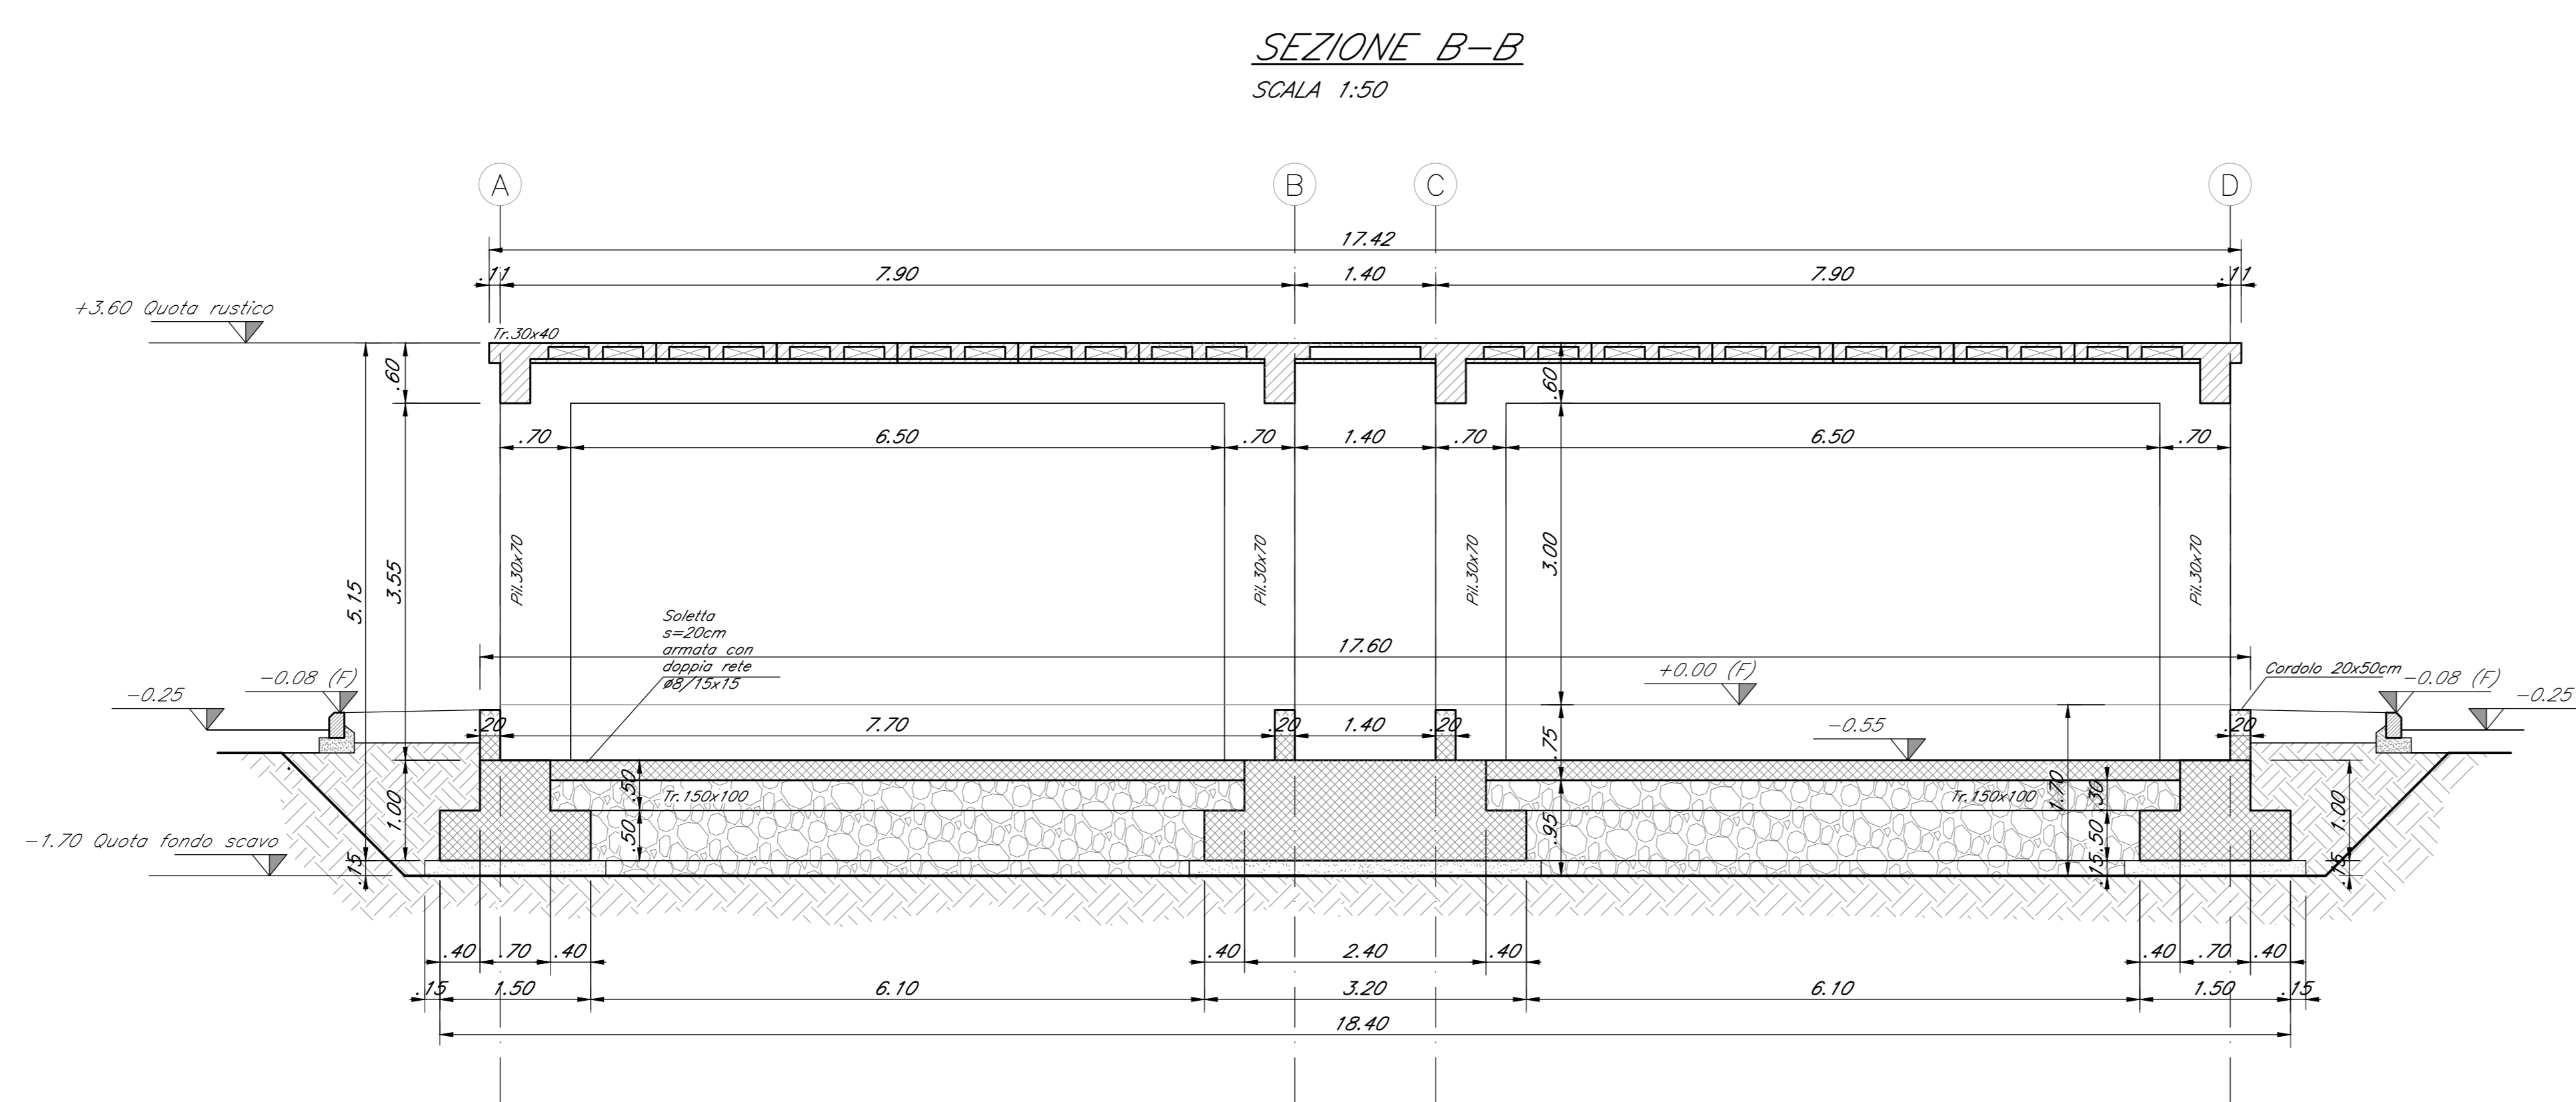 SEZIONE B-B
SCALA 1:50
A B C D
17.42
.11 7.90 1.40 7.90 .11
+3.60 Quota rustico
Tr.30x40
.60 .60
.70 6.50 .70 1.40 .70 6.50 .70
5.15 3.55 3.00
Pil.30x70 Pil.30x70 Pil.30x70 Pil.30x70
Soletta
s=20cm
armata con
doppia rete
ø8/15x15
17.60
+0.00 (F)
Cordolo 20x50cm
-0.25 -0.08 (F) -0.08 (F) -0.25
.20 7.70 .20 1.40 .20 .20
.75 -0.55
.50 Tr.150x100 Tr.150x100 .30 1.70
1.00 .50 .95 .50 1.00
-1.70 Quota fondo scavo
.15 .15 .15
.40 .70 .40 .40 2.40 .40 .40 .70 .40
.15 1.50 6.10 3.20 6.10 1.50 .15
18.40